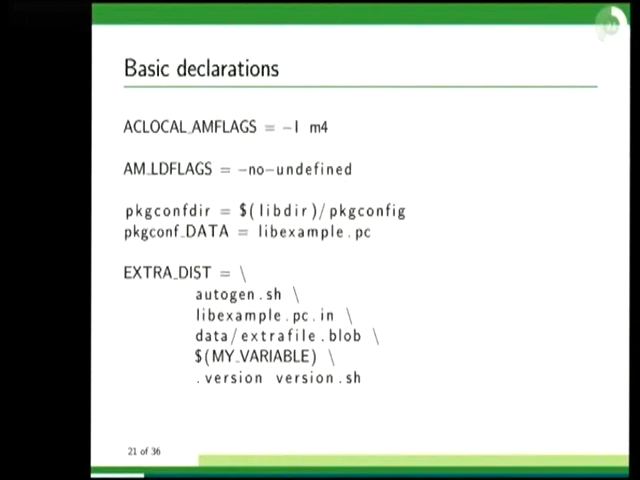 Basic declarations
ACLOCAL_AMFLAGS = -I m4
AM_LDFLAGS = -no-undefined
pkgconfdir = $(libdir)/pkgconfig
pkgconf_DATA = libexample.pc
EXTRA_DIST = \
autogen.sh \
libexample.pc.in \
data/extrafile.blob \
$(MY_VARIABLE) \
.version version.sh
21 of 36